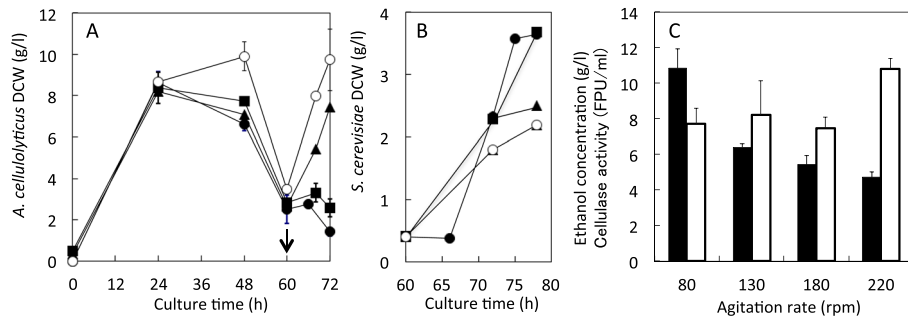 A
A. cellulolyticus DCW (g/l)
12
10
8
6
4
2
0
0 12 24 36 48 60 72
Culture time (h)
B
S. cerevisiae DCW (g/l)
4
3
2
1
0
60 65 70 75 80
Culture time (h)
C
Ethanol concentration (g/l)
Cellulase activity (FPU/ml)
14
12
10
8
6
4
2
0
80 130 180 220
Agitation rate (rpm)